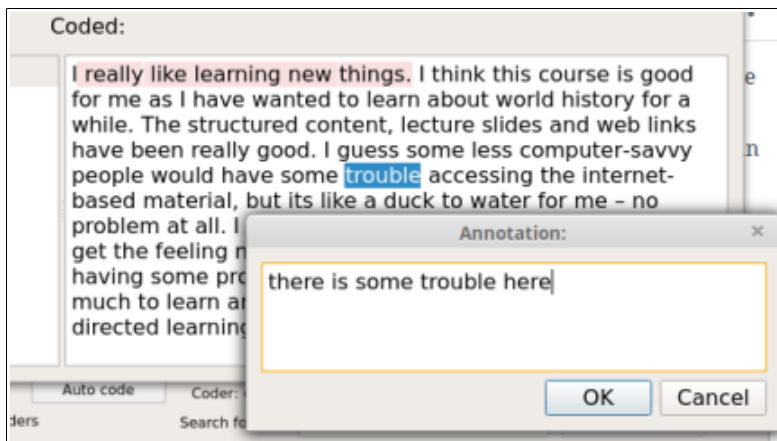 Coded:
I really like learning new things. I think this course is good
for me as I have wanted to learn about world history for a
while. The structured content, lecture slides and web links
have been really good. I guess some less computer-savvy
people would have some trouble accessing the internet-
based material, but its like a duck to water for me – no
problem at all. I
get the feeling
having some
much to learn
directed learning
Annotation:
there is some trouble here
OK Cancel
Auto code Coder:
Search